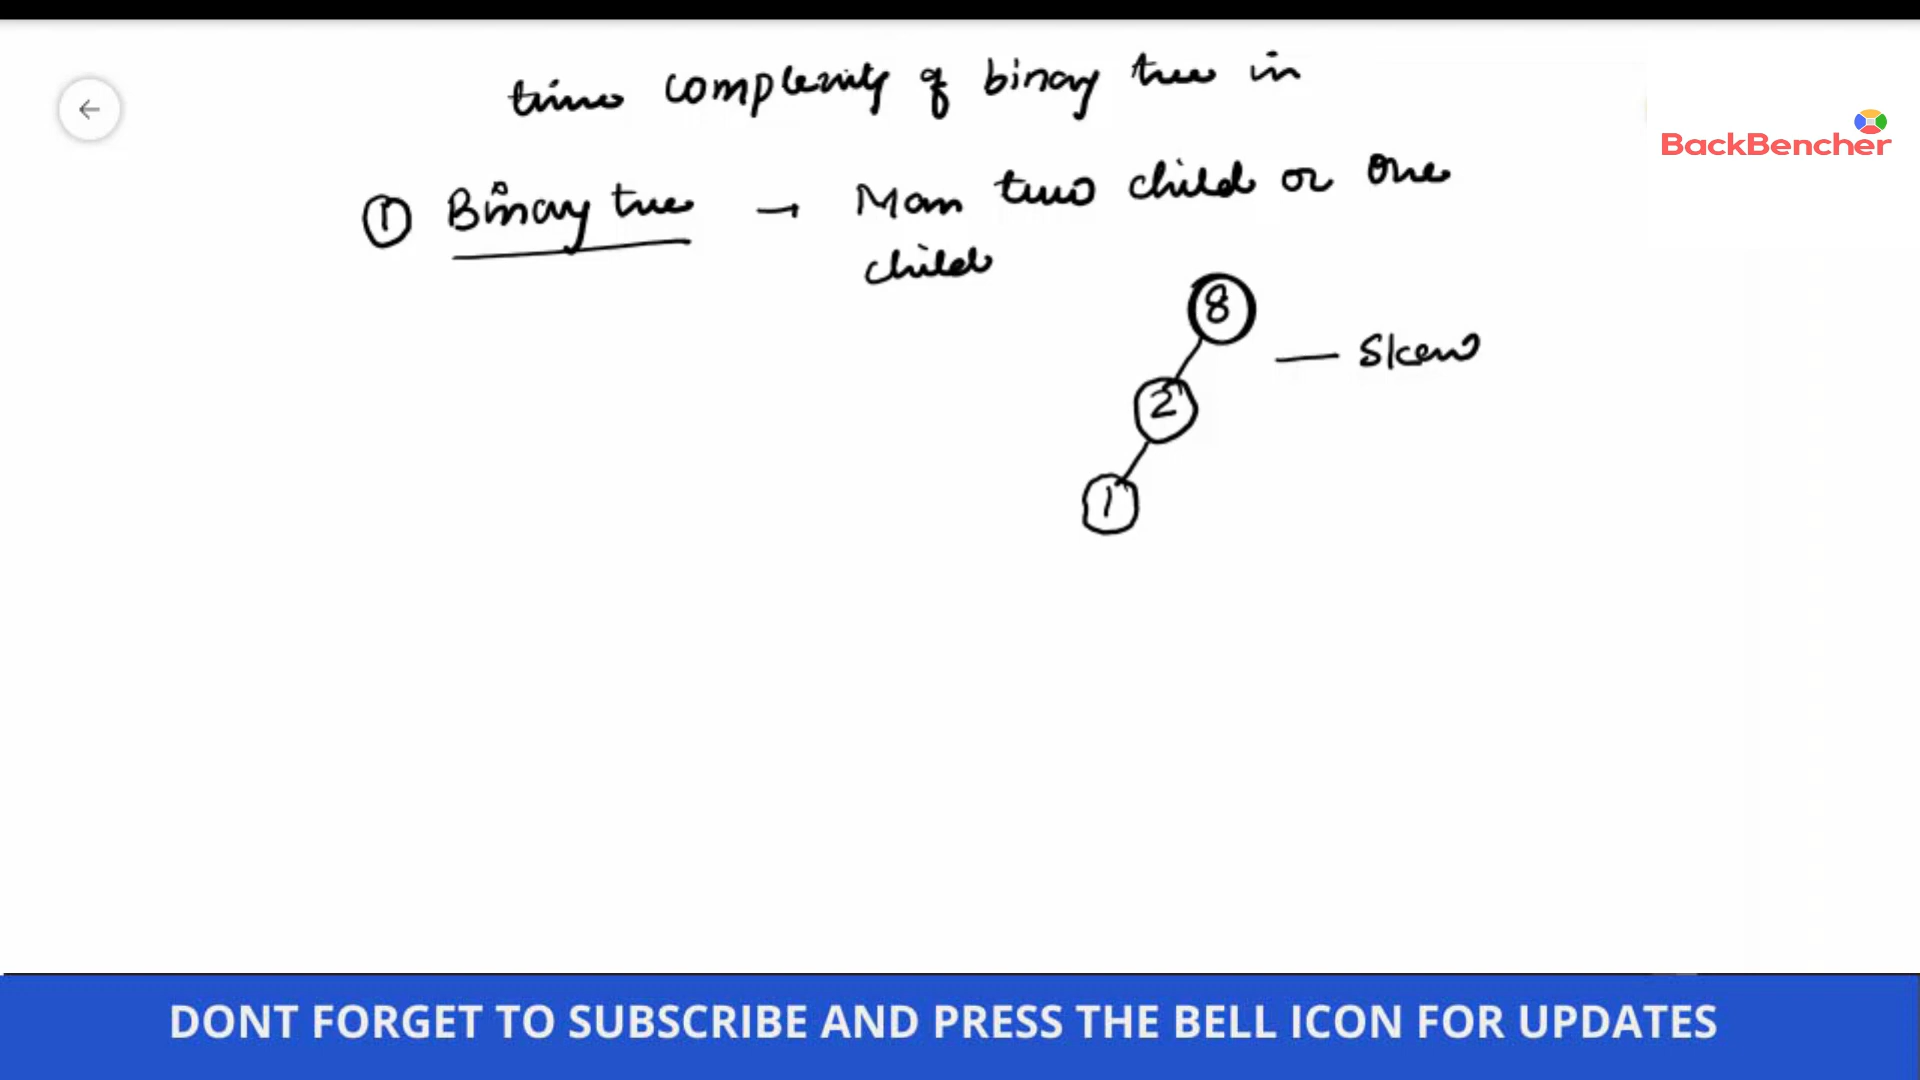 time complexity of binary tree in
BackBencher
① Binary tree → Max two child or one
child
8
— Skew
2
1
DONT FORGET TO SUBSCRIBE AND PRESS THE BELL ICON FOR UPDATES